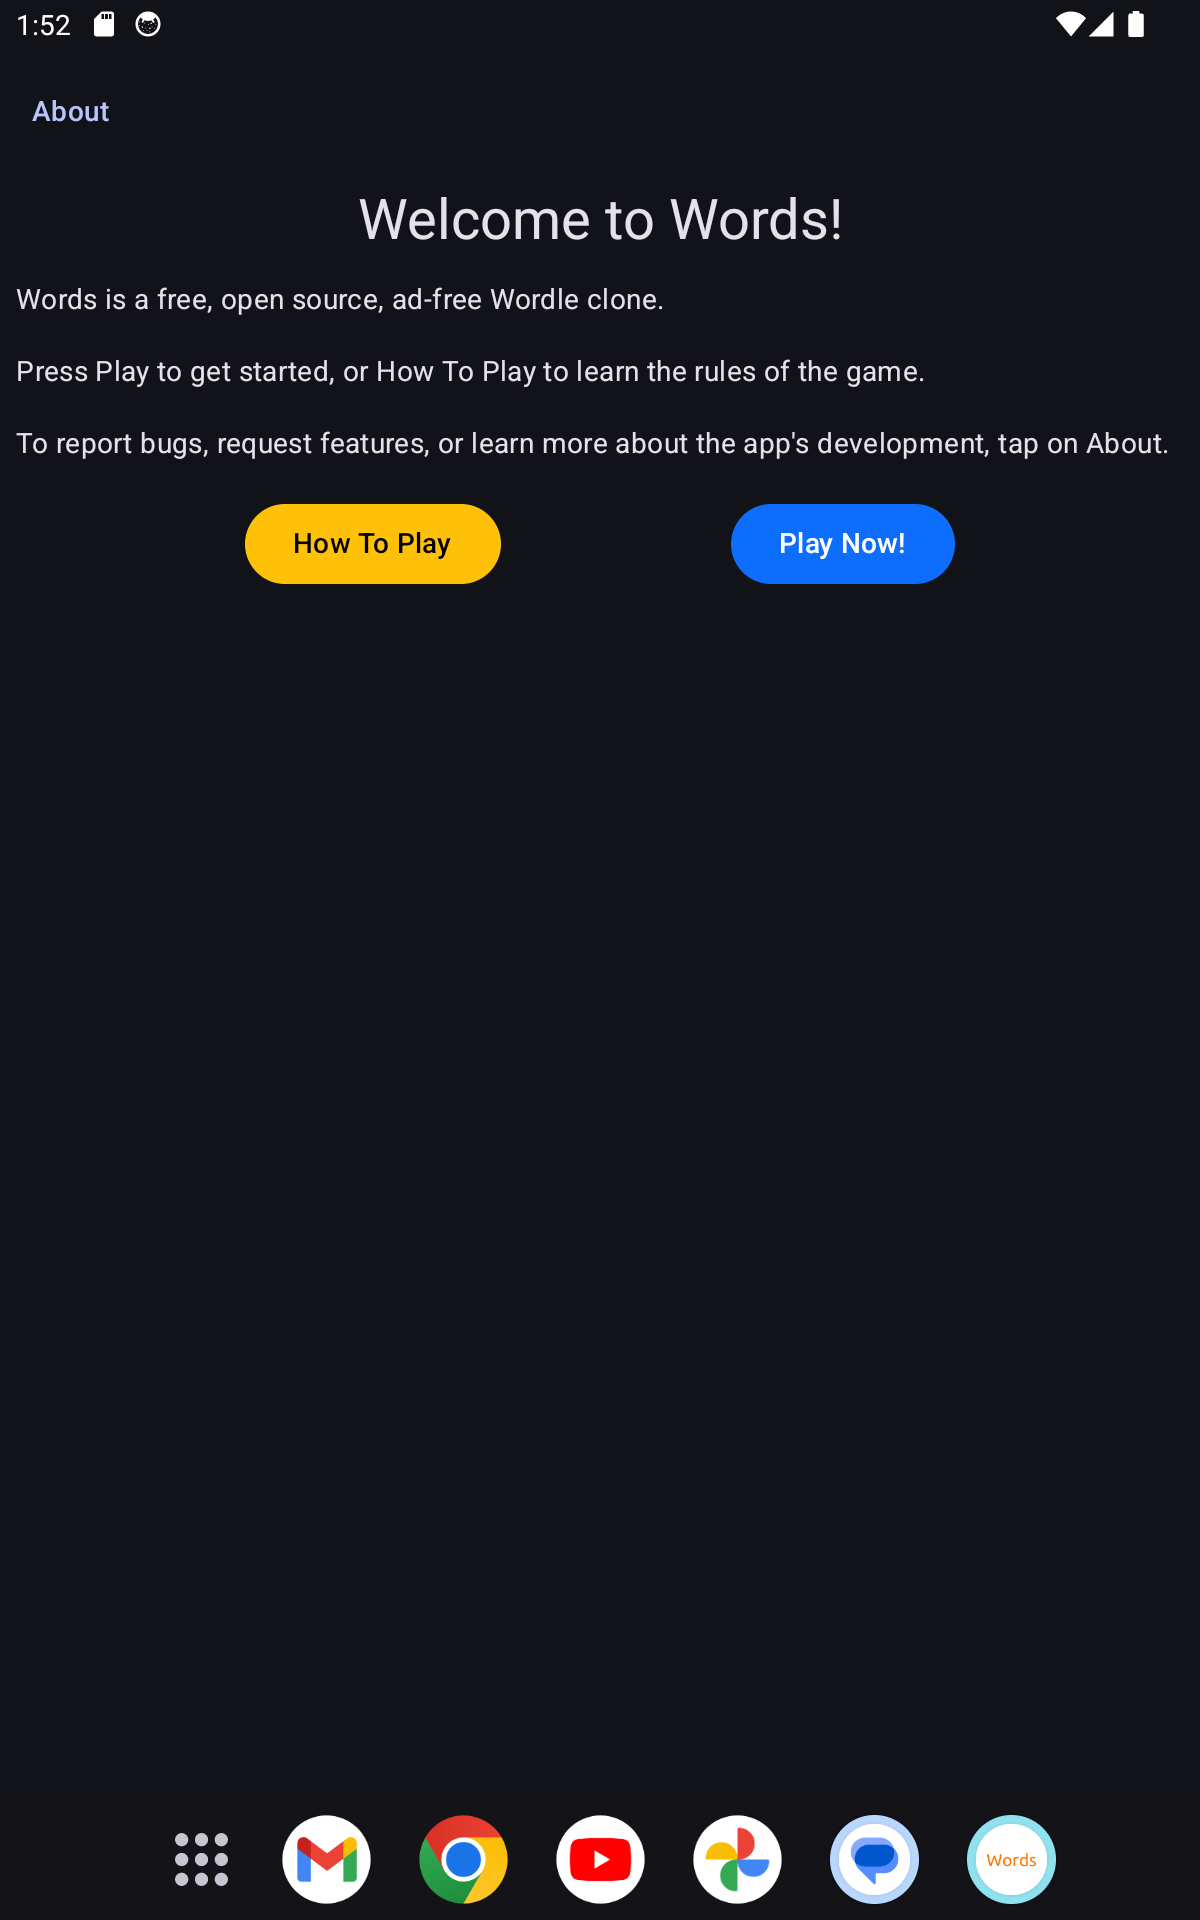 1:52
About
Welcome to Words!
Words is a free, open source, ad-free Wordle clone.
Press Play to get started, or How To Play to learn the rules of the game.
To report bugs, request features, or learn more about the app's development, tap on About.
How To Play
Play Now!
Words